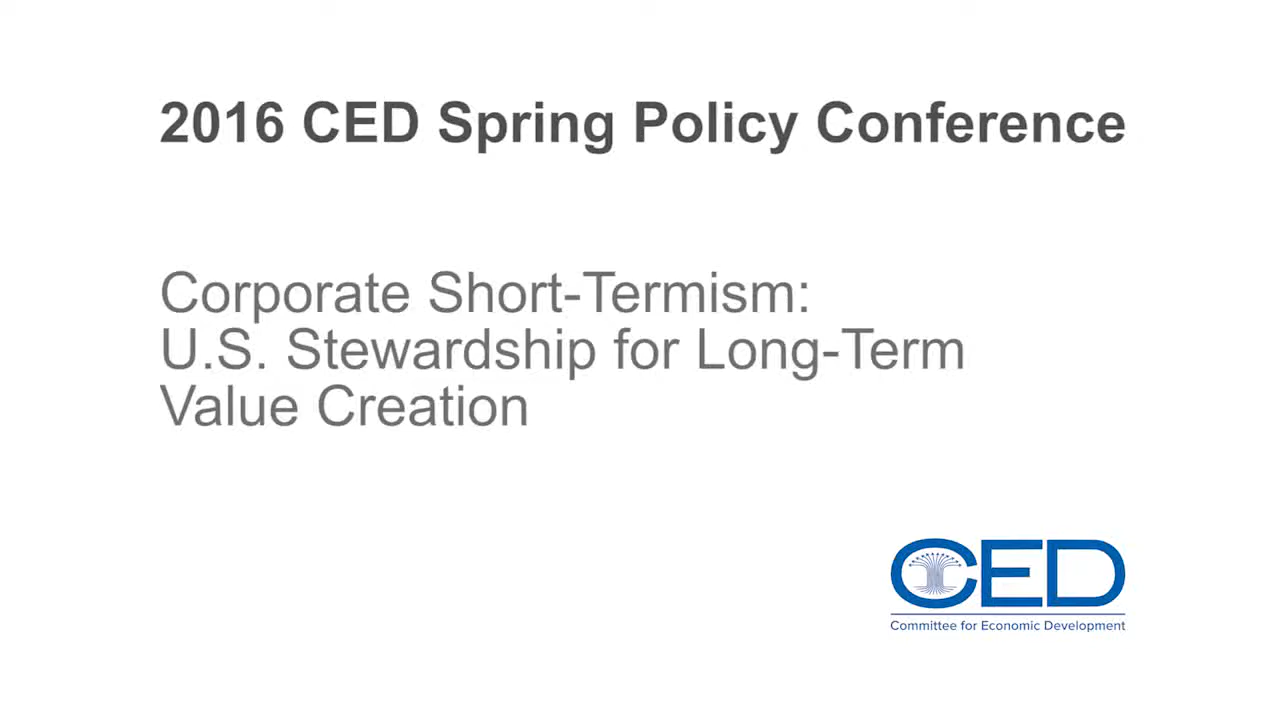 2016 CED Spring Policy Conference
Corporate Short-Termism:
U.S. Stewardship for Long-Term
Value Creation
CED
Committee for Economic Development